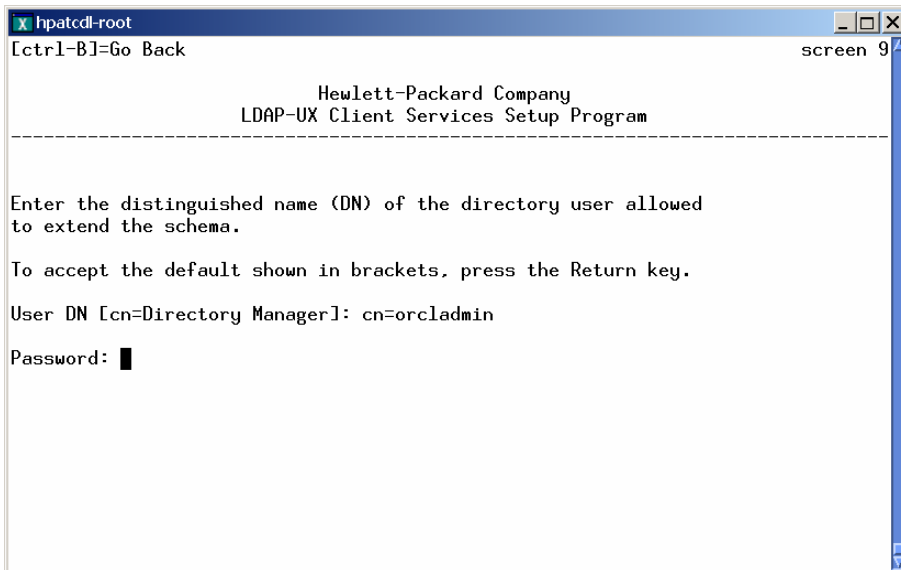 hpatcdl-root
[ctrl-B]=Go Back screen 9
Hewlett-Packard Company
LDAP-UX Client Services Setup Program
--------------------------------------------------------------------------------
Enter the distinguished name (DN) of the directory user allowed
to extend the schema.
To accept the default shown in brackets, press the Return key.
User DN [cn=Directory Manager]: cn=orcladmin
Password: